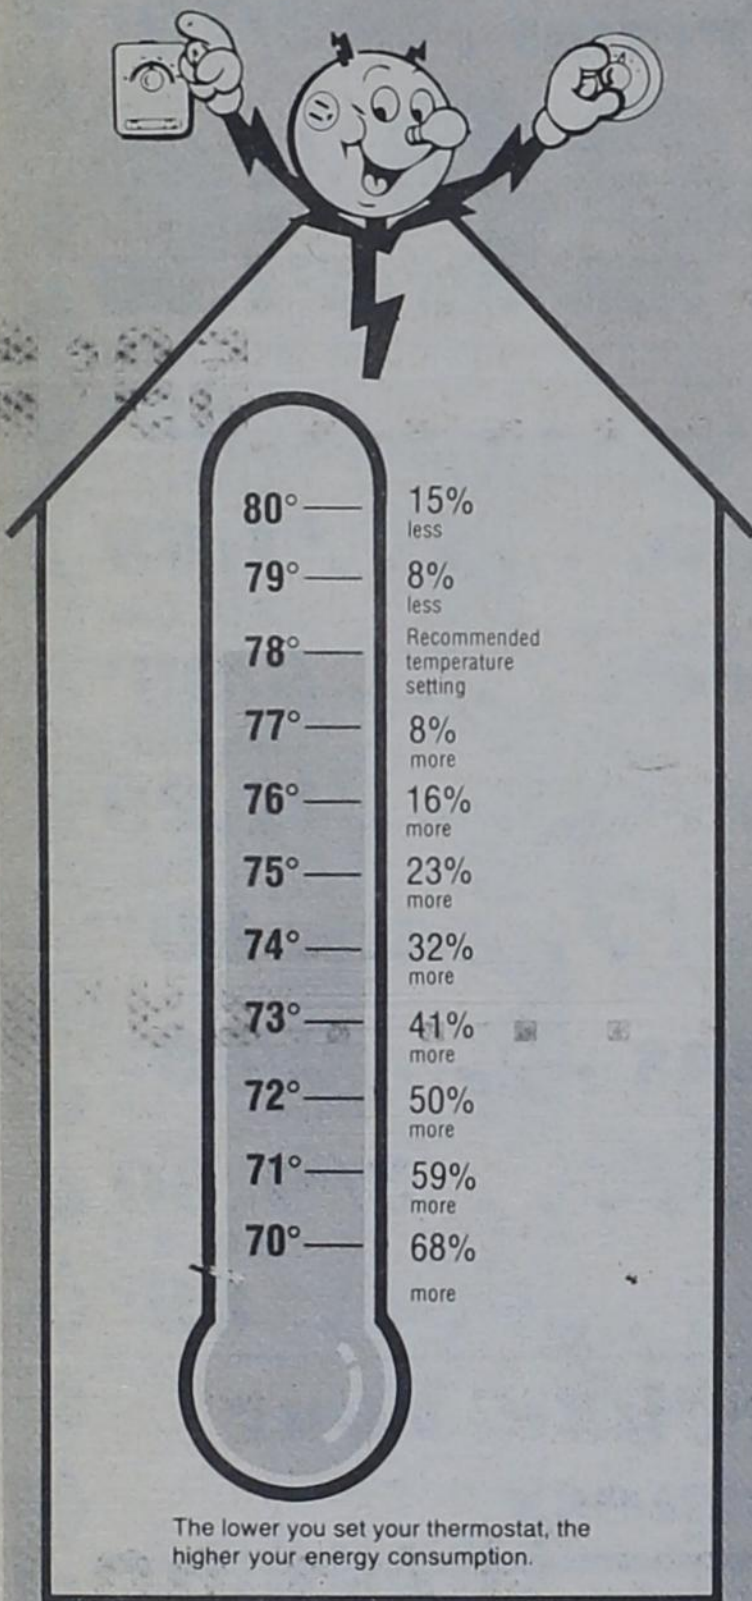 80° 15%
less
79° 8%
less
78° Recommended
temperature
setting
77° 8%
more
76° 16%
more
75° 23%
more
74° 32%
more
73° 41%
more
72° 50%
more
71° 59%
more
70° 68%
more
The lower you set your thermostat, the
higher your energy consumption.